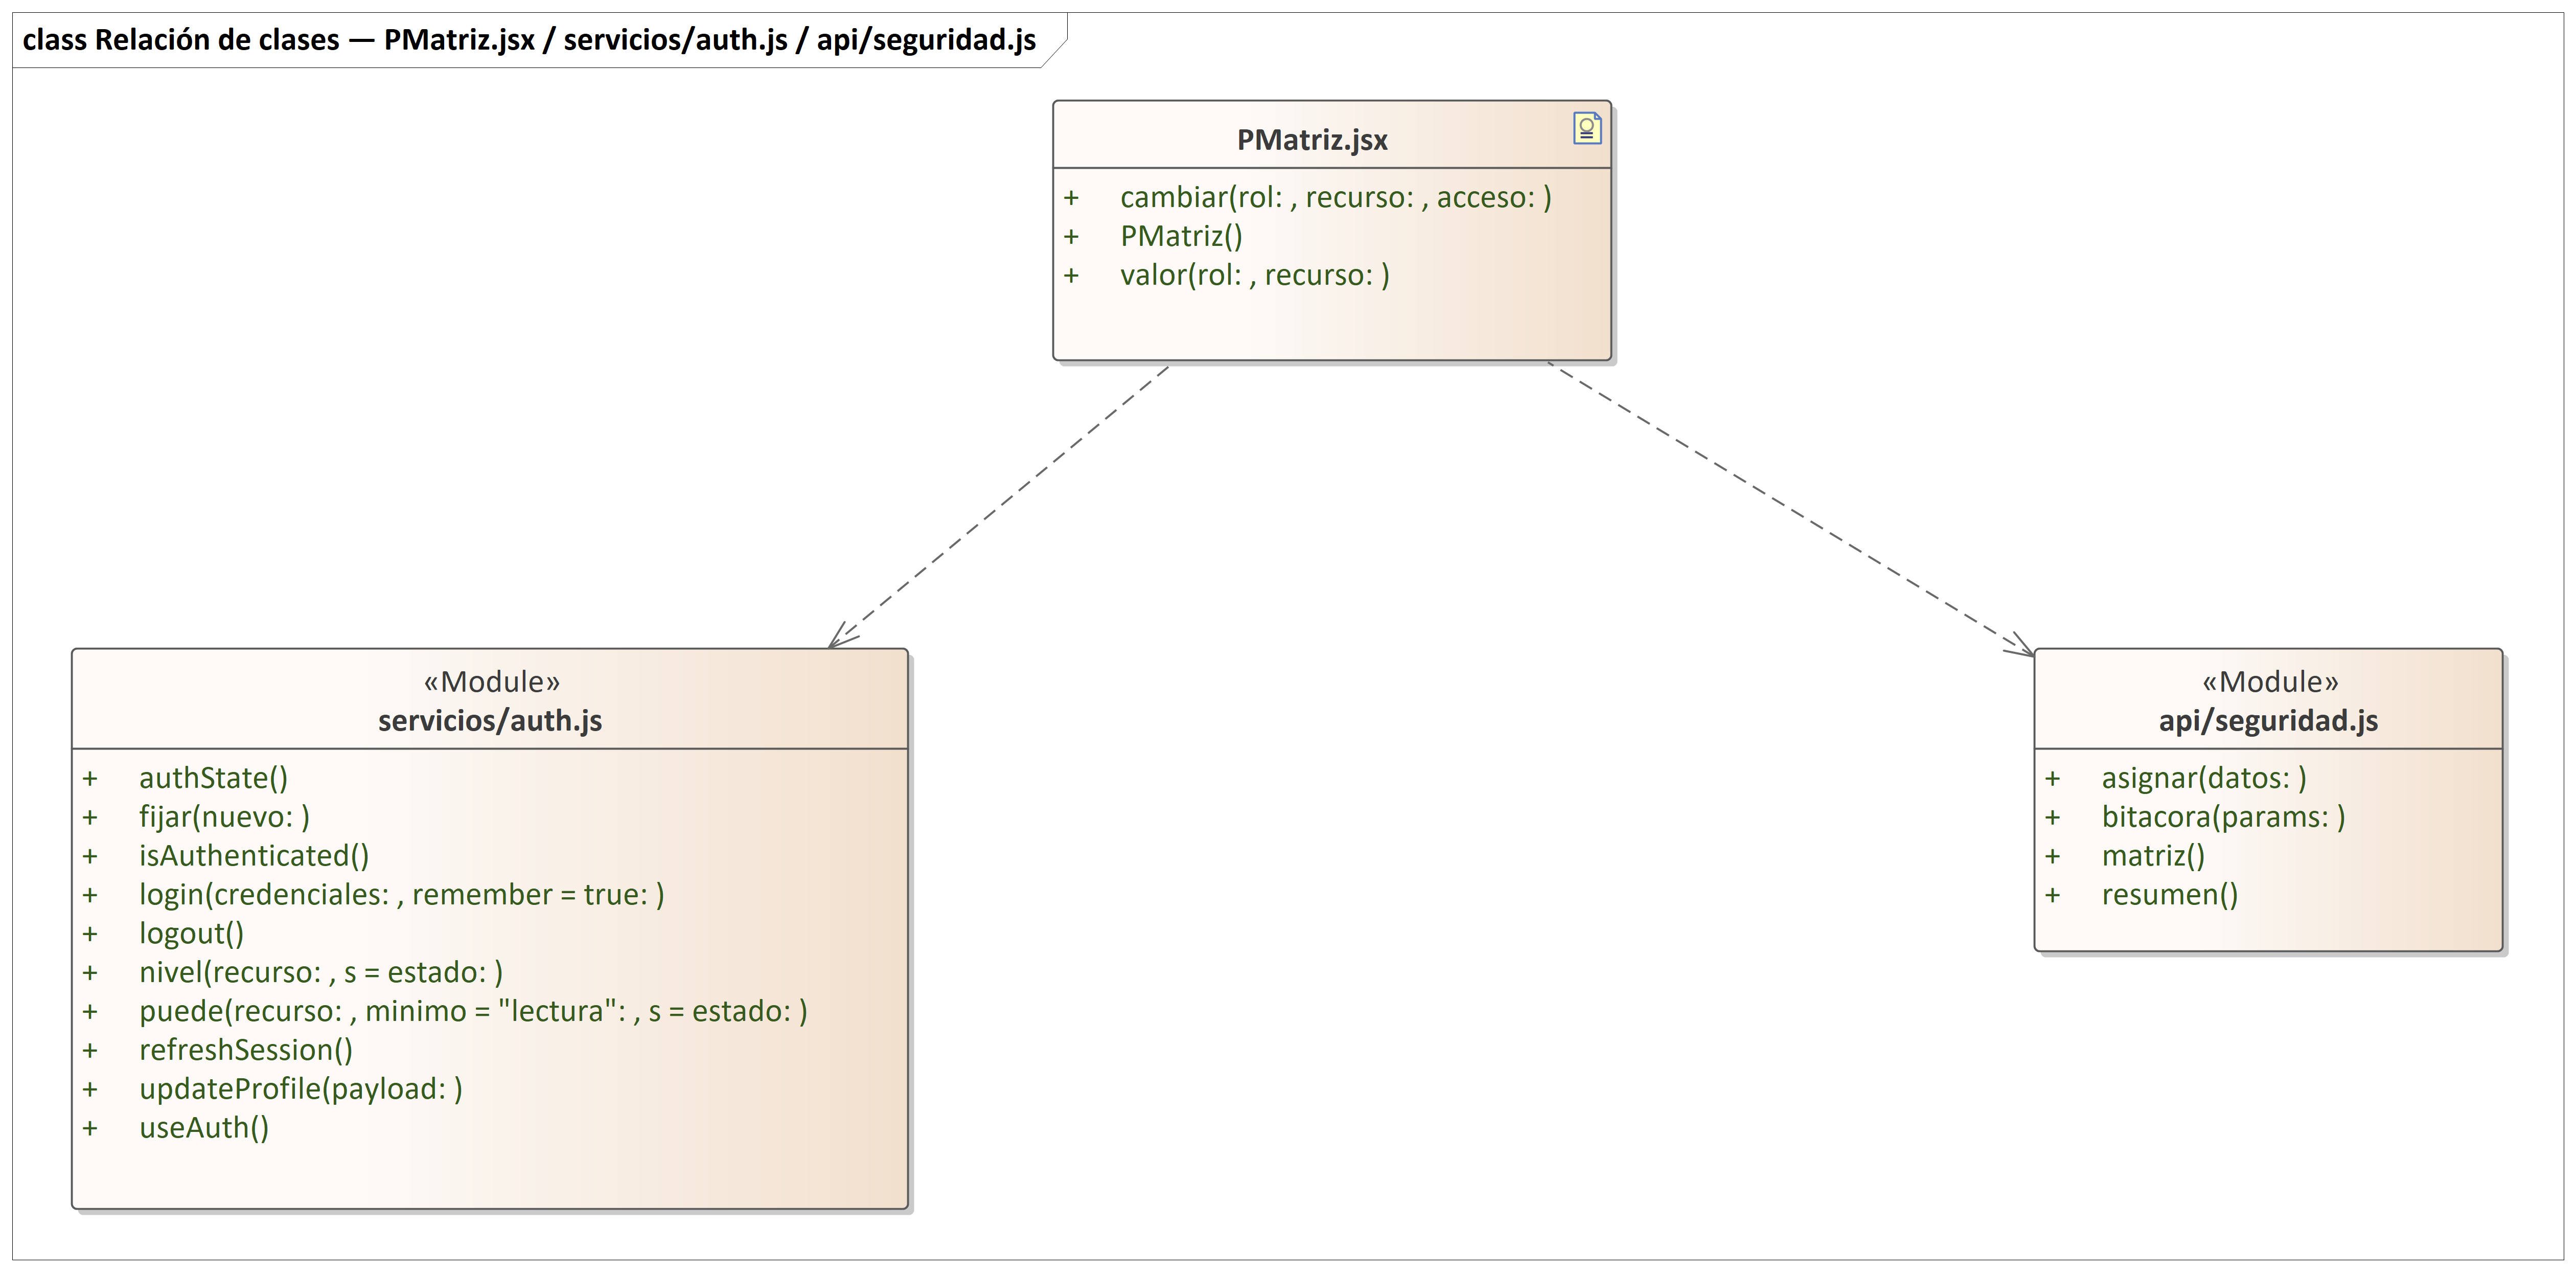 class Relación de clases — PMatriz.jsx / servicios/auth.js / api/seguridad.js
PMatriz.jsx
+ cambiar(rol: , recurso: , acceso: )
+ PMatriz()
+ valor(rol: , recurso: )
«Module»
servicios/auth.js
+ authState()
+ fijar(nuevo: )
+ isAuthenticated()
+ login(credenciales: , remember = true: )
+ logout()
+ nivel(recurso: , s = estado: )
+ puede(recurso: , minimo = "lectura": , s = estado: )
+ refreshSession()
+ updateProfile(payload: )
+ useAuth()
«Module»
api/seguridad.js
+ asignar(datos: )
+ bitacora(params: )
+ matriz()
+ resumen()